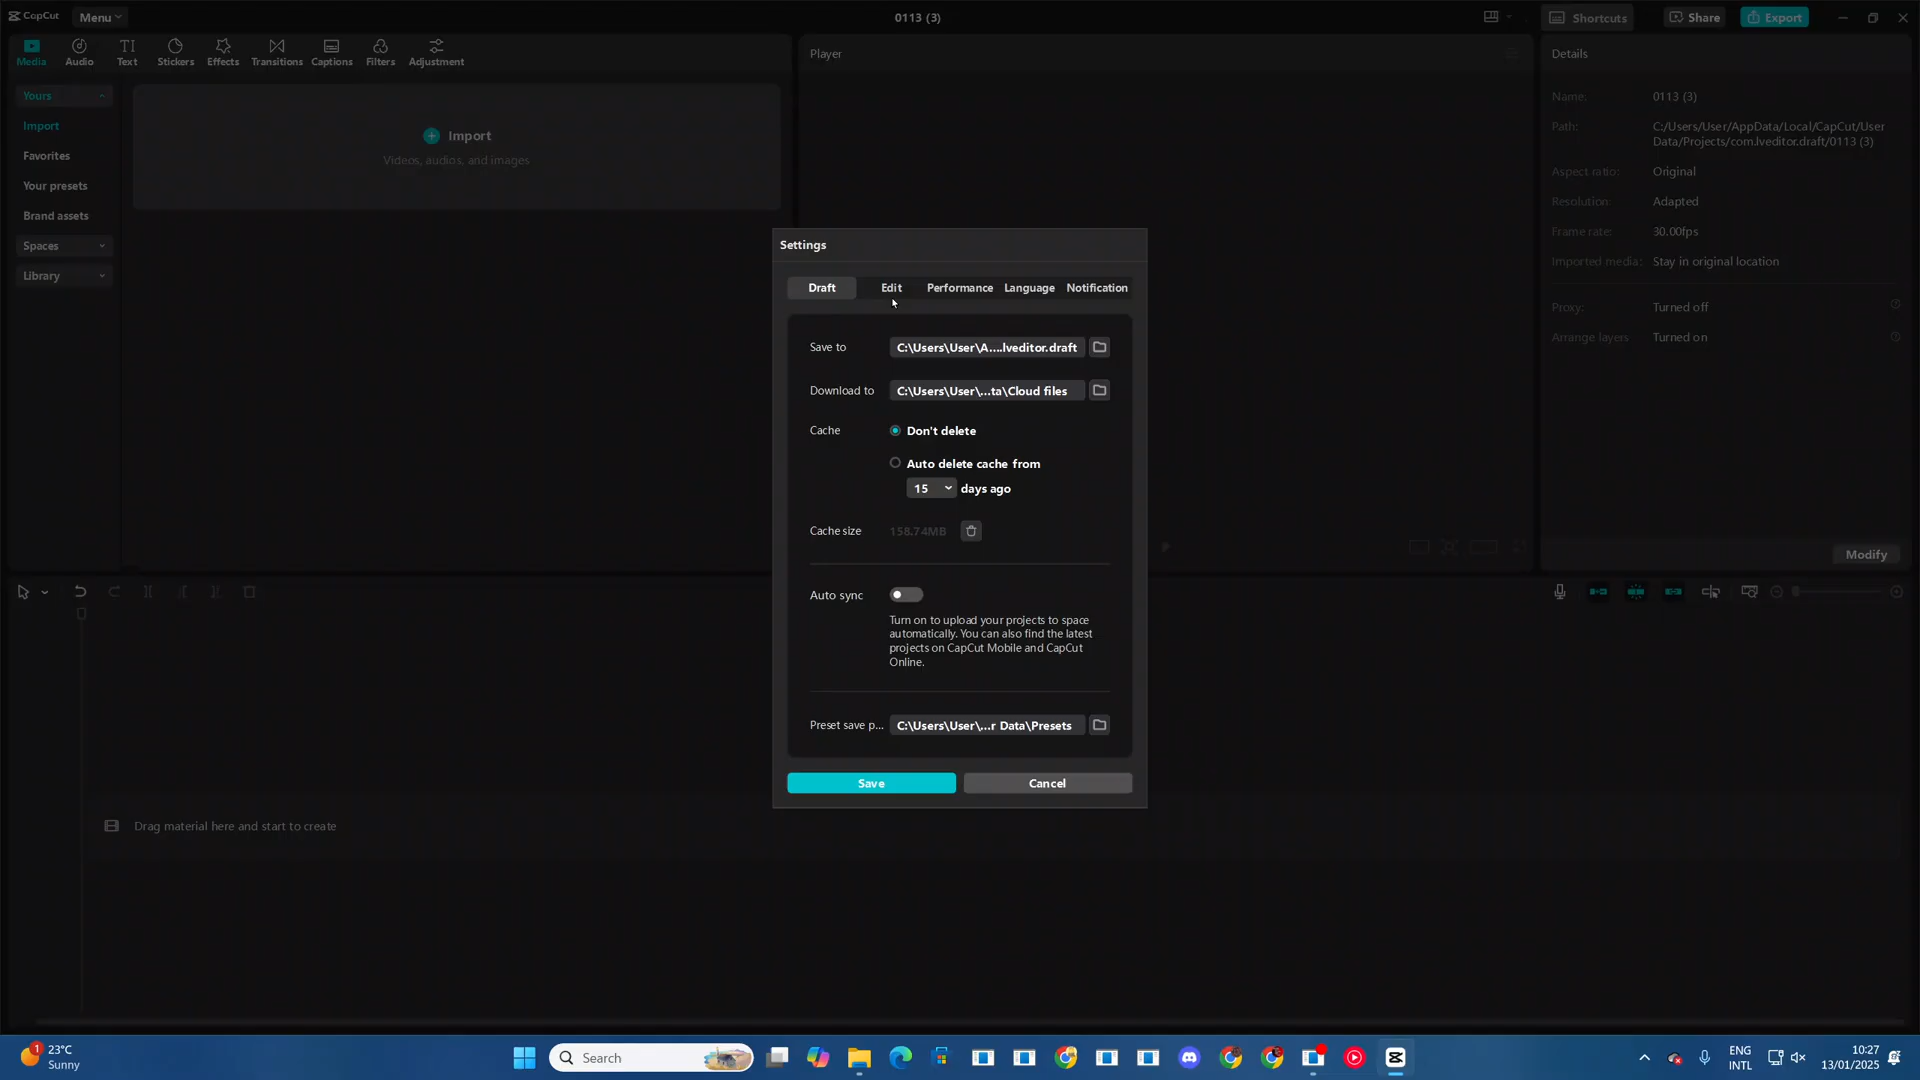 CapCut
Menu
0113 (3)
Shortcuts
Share
Export
Media
Audio
Text
Stickers
Effects
Transitions
Captions
Filters
Adjustment
Yours
Import
Favorites
Your presets
Brand assets
Spaces
Library
Import
Videos, audios, and images
Player
Details
Name: 0113 (3)
Path: C:/Users/User/AppData/Local/CapCut/User
Data/Projects/com.lveditor.draft/0113 (3)
Aspect ratio: Original
Resolution: Adapted
Frame rate: 30.00fps
Imported media: Stay in original location
Proxy: Turned off
Arrange layers Turned on
Modify
Settings
Draft
Edit
Performance
Language
Notification
Save to C:\Users\User\A....lveditor.draft
Download to C:\Users\User\...ta\Cloud files
Cache Don't delete
Auto delete cache from
15 days ago
Cache size 158.74MB
Auto sync
Turn on to upload your projects to space
automatically. You can also find the latest
projects on CapCut Mobile and CapCut
Online.
Preset save p... C:\Users\User\...r Data\Presets
Save
Cancel
Drag material here and start to create
1
23°C
Sunny
Search
ENG
INTL
10:27
13/01/2025